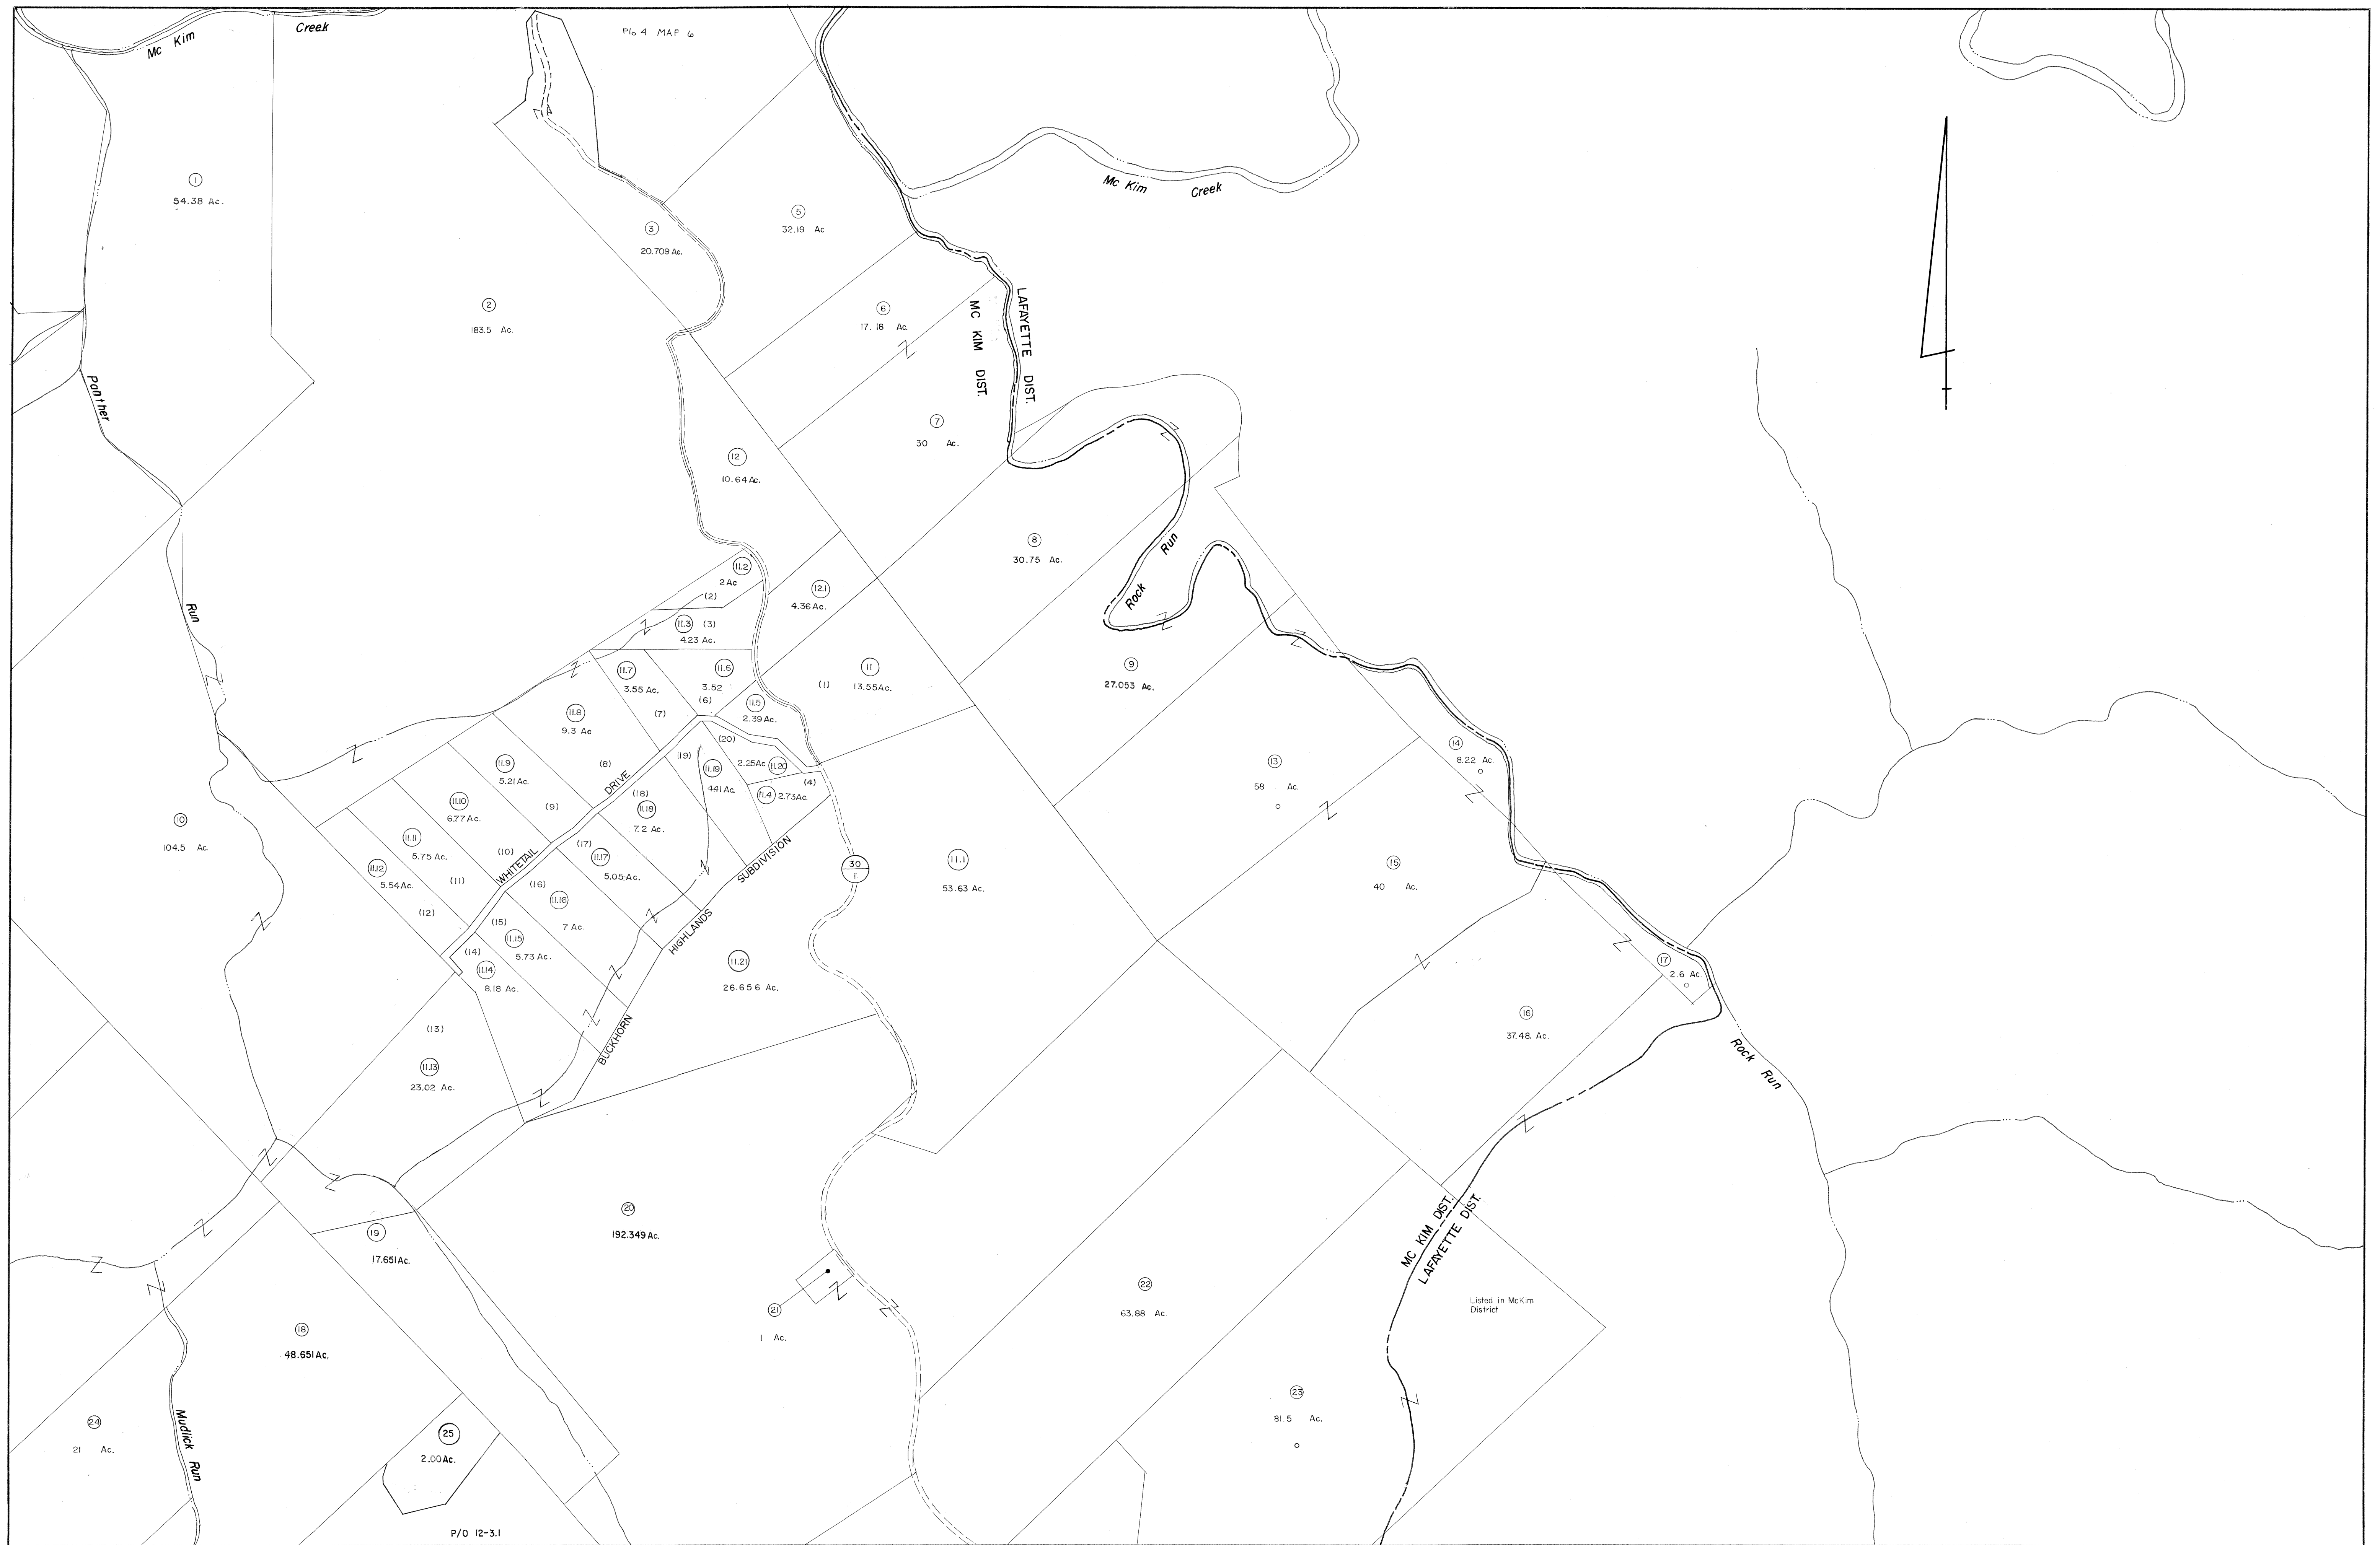 Mc Kim Creek
P/o 4 MAP 6
Mc Kim Creek
1
54.38 Ac.
5
32.19 Ac
3
20.709 Ac.
2
183.5 Ac.
6
17.18 Ac.
MC KIM DIST.
LAFAYETTE DIST.
Panther
7
30 Ac.
12
10.64 Ac.
8
30.75 Ac.
Rock Run
11.2
2 Ac
(2)
12.1
4.36 Ac.
Run
11.3 (3)
4.23 Ac.
11.7
3.55 Ac.
(7)
11.6
3.52
(6)
11
(1) 13.55 Ac.
9
27.053 Ac.
11.5
2.39 Ac.
11.8
9.3 Ac
(8)
(20)
2.25 Ac 11.20
(19)
11.19
4.41 Ac.
(4)
11.4 2.73 Ac.
14
8.22 Ac.
13
58 Ac.
11.9
5.21 Ac.
(9)
WHITETAIL DRIVE
(18)
11.18
7.2 Ac.
11.10
6.77 Ac.
(10)
10
104.5 Ac.
11.11
5.75 Ac.
(11)
(17)
11.17
5.05 Ac.
BUCKHORN HIGHLANDS SUBDIVISION
30
1
11.1
53.63 Ac.
15
40 Ac.
11.12
5.54 Ac.
(12)
(16)
11.16
7 Ac.
(15)
11.15
5.73 Ac.
(14)
11.14
8.18 Ac.
11.21
26.656 Ac.
17
2.6 Ac.
16
37.48 Ac.
(13)
11.13
23.02 Ac.
Rock Run
20
192.349 Ac.
19
17.651 Ac.
MC KIM DIST.
LAFAYETTE DIST.
22
63.88 Ac.
Listed in McKim
District
21
1 Ac.
18
48.651 Ac.
23
81.5 Ac.
24
21 Ac.
Mudlick Run
25
2.00 Ac.
P/O 12-3.1